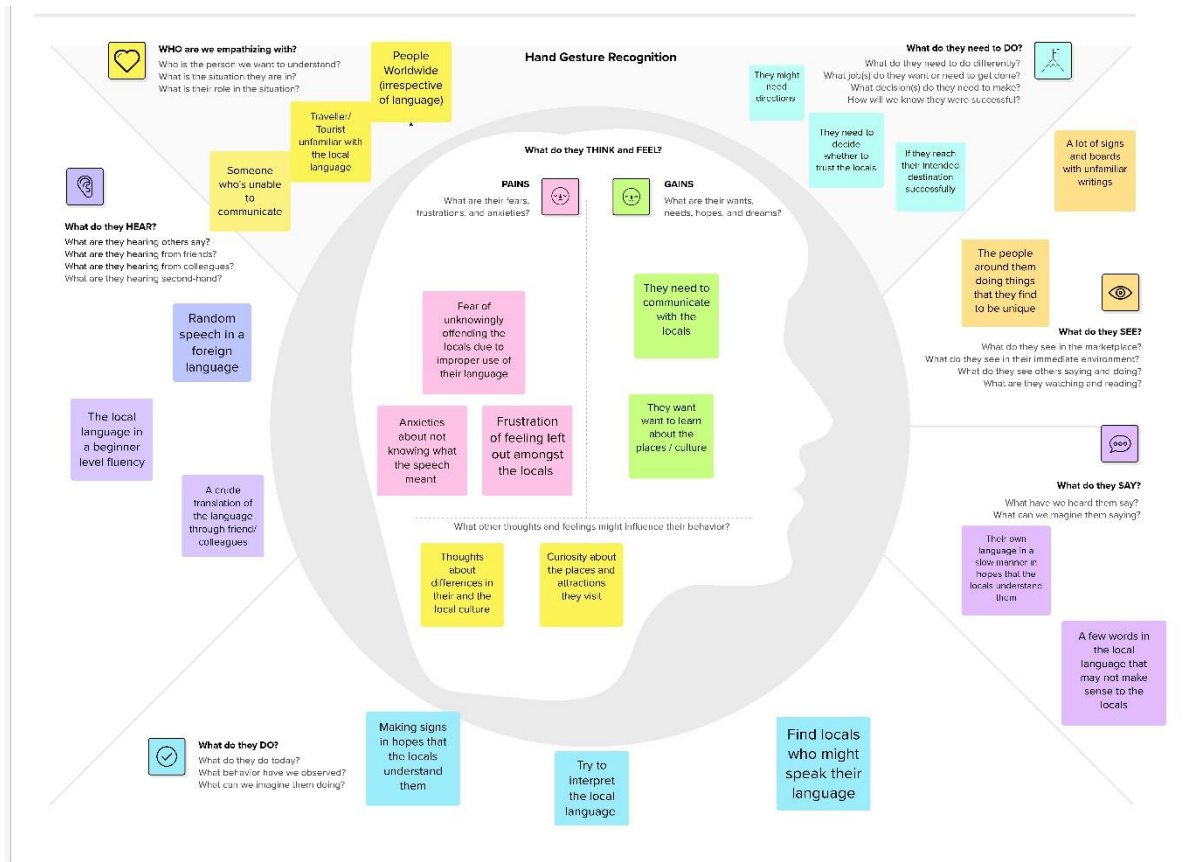 Hand Gesture Recognition
WHO are we empathizing with?
Who is the person we want to understand?
What is the situation they are in?
What is their role in the situation?
People
Worldwide
(irrespective
of language)
Traveller/
Tourist
unfamiliar with
the local
language
Someone
who's unable
to
communicate
What do they need to DO?
What do they need to do differently?
What job(s) do they want or need to get done?
What decision(s) do they need to make?
How will we know they were successful?
They might
need
directions
They need to
decide
whether to
trust the locals
If they reach
their intended
destination
successfully
A lot of signs
and boards
with unfamiliar
writings
The people
around them
doing things
that they find
to be unique
What do they SEE?
What do they see in the marketplace?
What do they see in their immediate environment?
What do they see others saying and doing?
What are they watching and reading?
What do they SAY?
What have we heard them say?
What can we imagine them saying?
Their own
language in a
slow manner in
hopes that the
locals understand
them
A few words in
the local
language that
may not make
sense to the
locals
What do they DO?
What do they do today?
What behavior have we observed?
What can we imagine them doing?
Making signs
in hopes that
the locals
understand
them
Try to
interpret
the local
language
Find locals
who might
speak their
language
What do they HEAR?
What are they hearing others say?
What are they hearing from friends?
What are they hearing from colleagues?
What are they hearing second-hand?
Random
speech in a
foreign
language
The local
language in
a beginner
level fluency
A crude
translation of
the language
through friend/
colleagues
What do they THINK and FEEL?
PAINS
What are their fears,
frustrations, and anxieties?
Fear of
unknowingly
offending the
locals due to
improper use of
their language
Anxieties
about not
knowing what
the speech
meant
Frustration
of feeling left
out amongst
the locals
GAINS
What are their wants,
needs, hopes, and dreams?
They need to
communicate
with the
locals
They want
want to learn
about the
places / culture
What other thoughts and feelings might influence their behavior?
Thoughts
about
differences in
their and the
local culture
Curiosity about
the places and
attractions
they visit